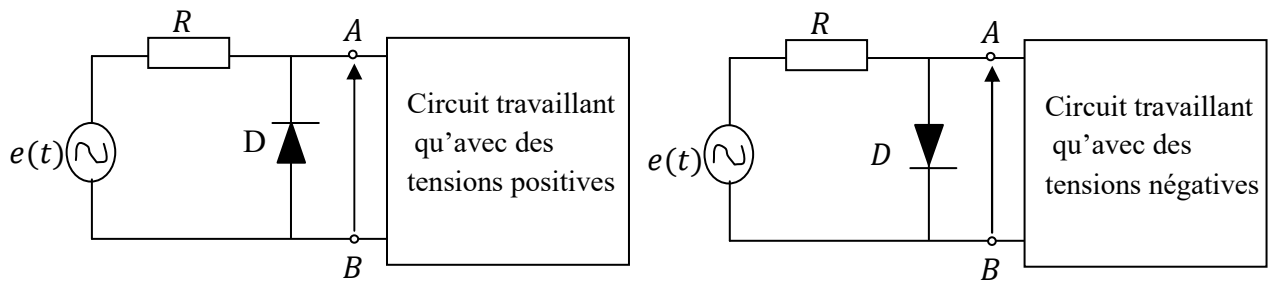 R
A
e(t)
D
B
Circuit travaillant
qu'avec des
tensions positives
R
A
e(t)
D
B
Circuit travaillant
qu'avec des
tensions négatives